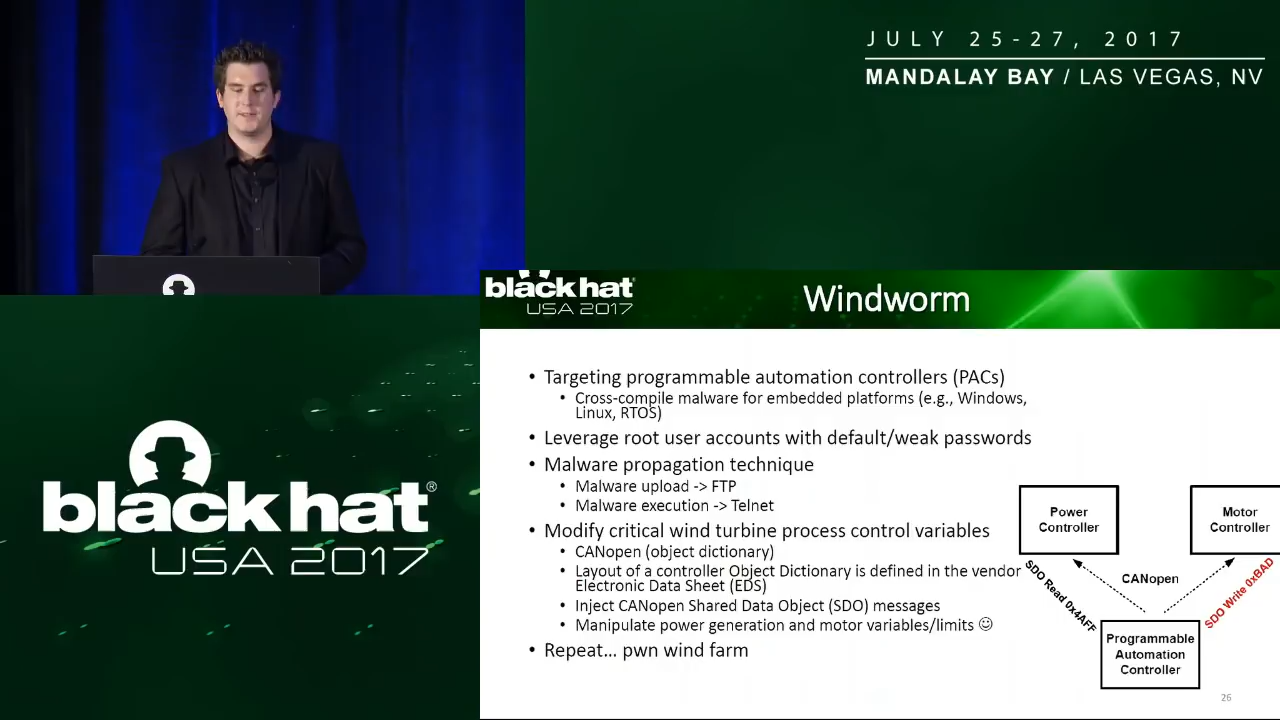 JULY 25-27, 2017
MANDALAY BAY / LAS VEGAS, NV
black hat
USA 2017
Windworm
• Targeting programmable automation controllers (PACs)
• Cross-compile malware for embedded platforms (e.g., Windows,
Linux, RTOS)
• Leverage root user accounts with default/weak passwords
• Malware propagation technique
• Malware upload -> FTP
• Malware execution -> Telnet
• Modify critical wind turbine process control variables
• CANopen (object dictionary)
• Layout of a controller Object Dictionary is defined in the vendor
Electronic Data Sheet (EDS)
• Inject CANopen Shared Data Object (SDO) messages
• Manipulate power generation and motor variables/limits ☺
• Repeat... pwn wind farm
Power
Controller
Motor
Controller
CANopen
SDO Read 0x4AFF
SDO Write 0xBAD
Programmable
Automation
Controller
26
black hat®
USA 2017